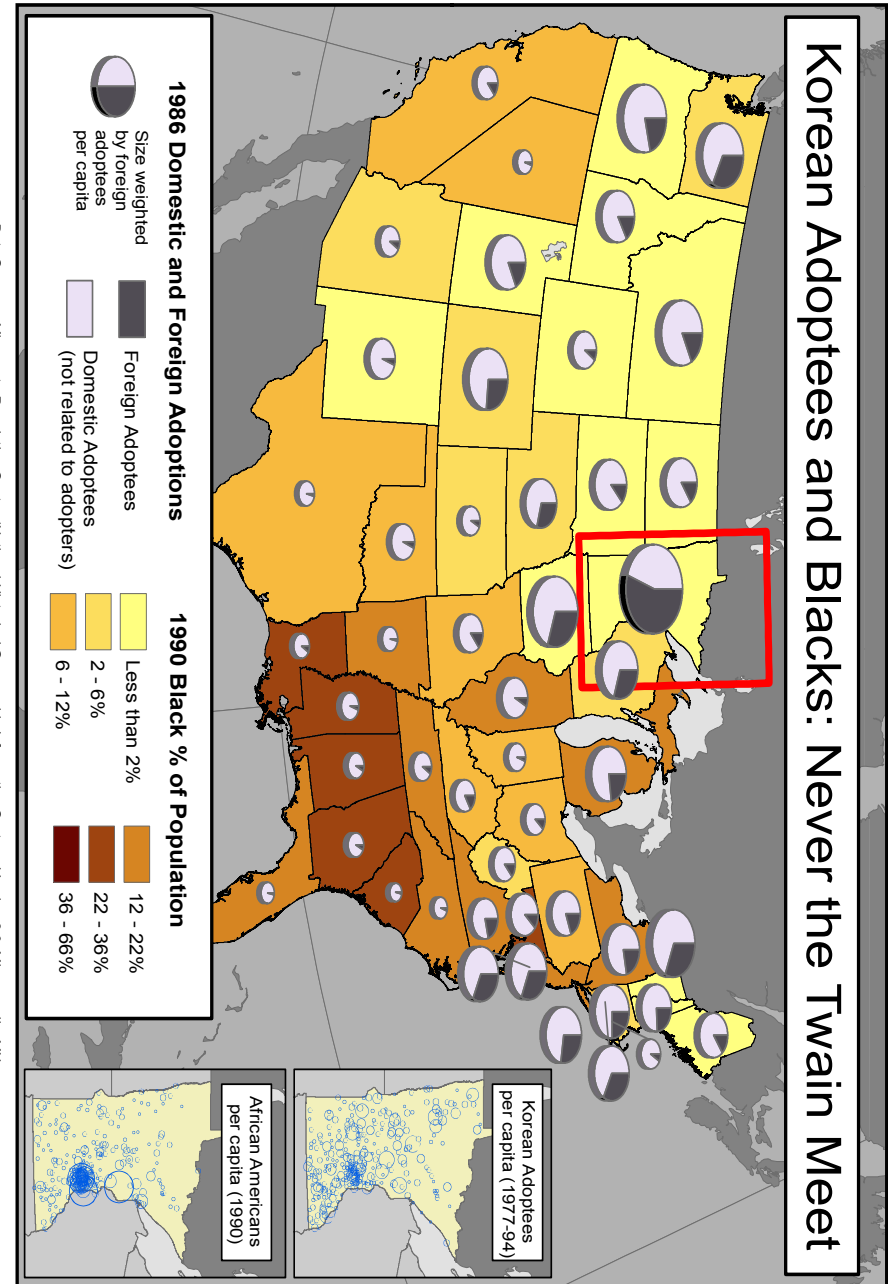 Korean Adoptees and Blacks: Never the Twain Meet
1986 Domestic and Foreign Adoptions
Size weighted
by foreign
adoptees
per capita
Foreign Adoptees
Domestic Adoptees
(not related to adopters)
1990 Black % of Population
Less than 2%
2 - 6%
6 - 12%
12 - 22%
22 - 36%
36 - 66%
Korean Adoptees
per capita (1977-94)
African Americans
per capita (1990)